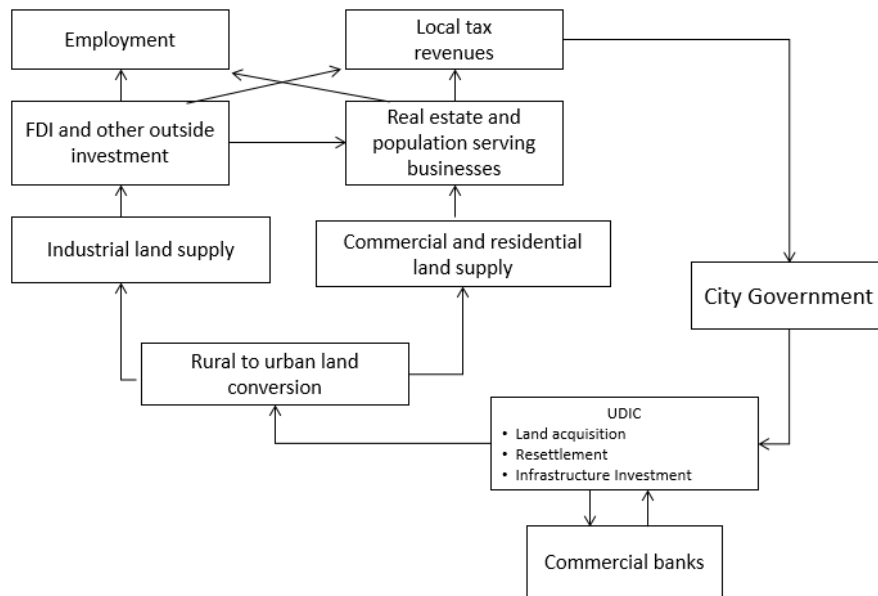 Employment
Local tax
revenues
FDI and other outside
investment
Real estate and
population serving
businesses
Industrial land supply
Commercial and residential
land supply
City Government
Rural to urban land
conversion
UDIC
• Land acquisition
• Resettlement
• Infrastructure Investment
Commercial banks